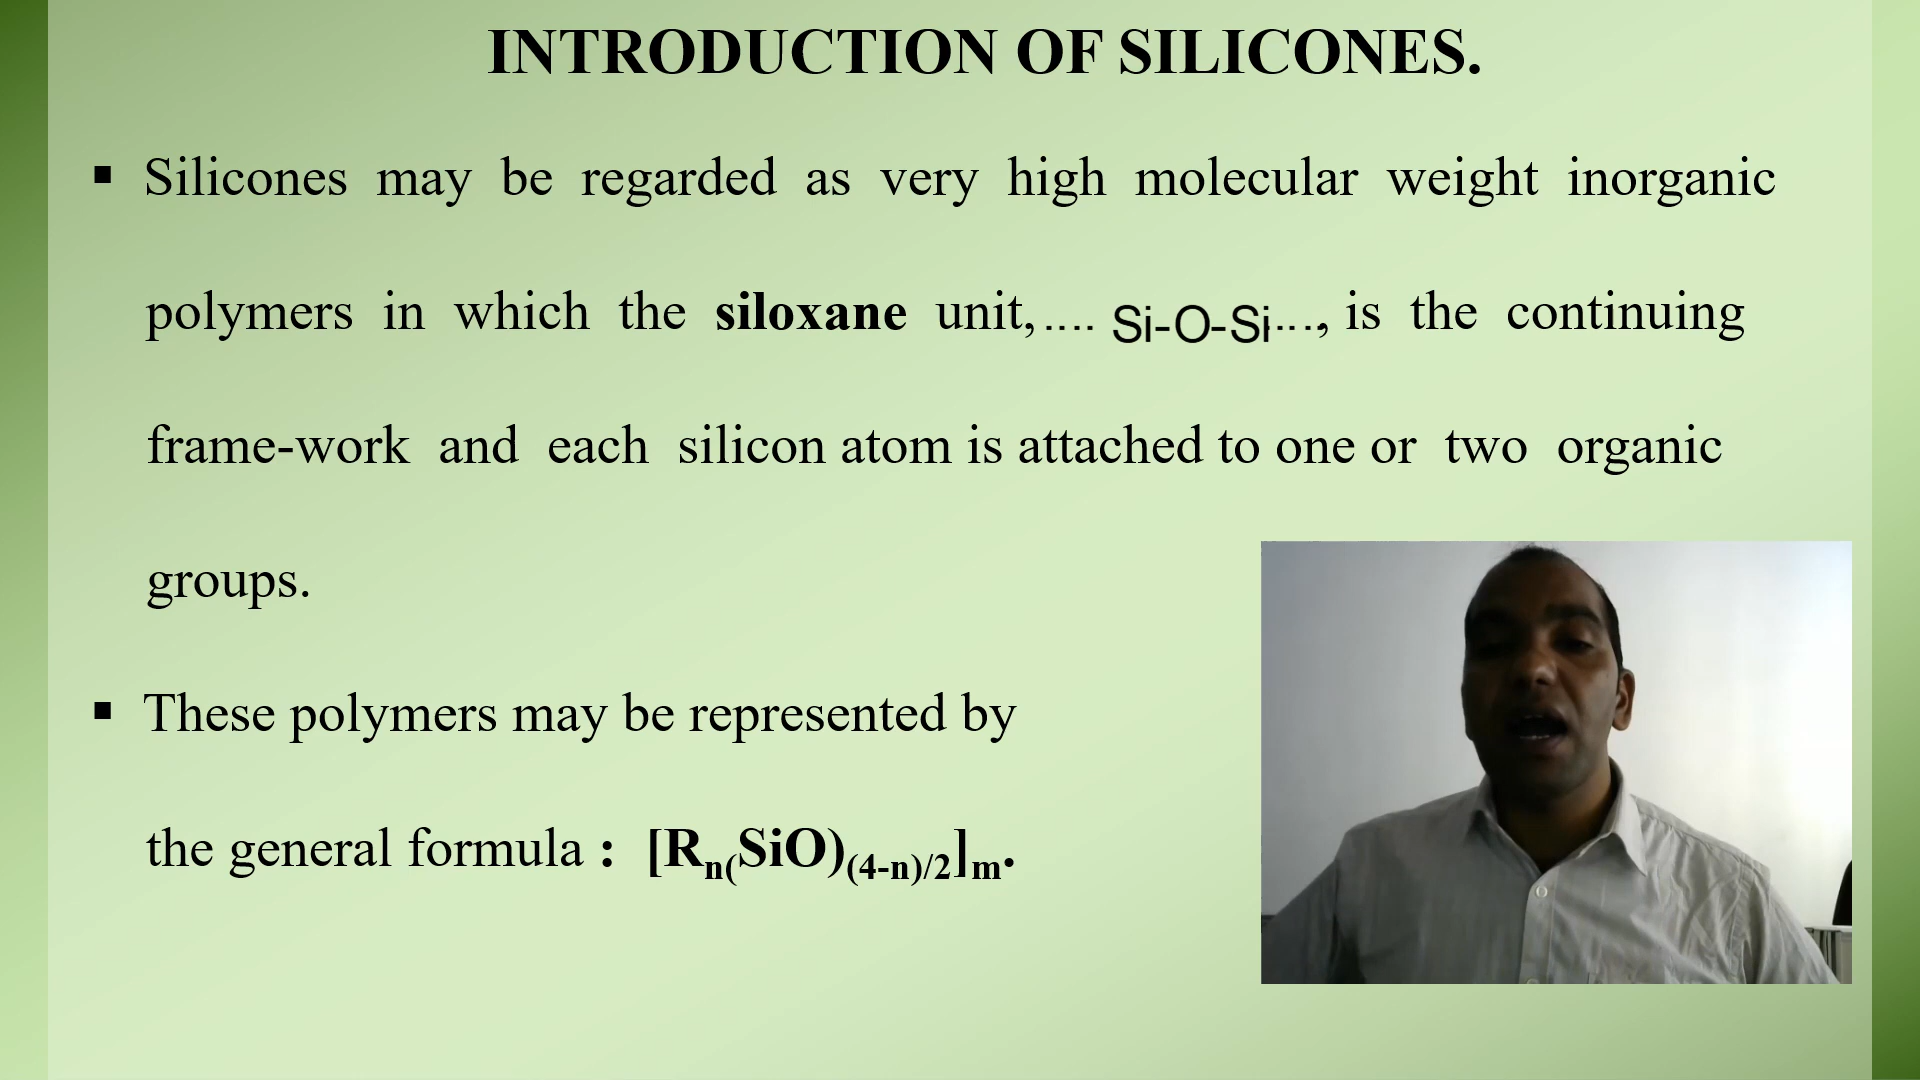 INTRODUCTION OF SILICONES.
▪ Silicones may be regarded as very high molecular weight inorganic
polymers in which the siloxane unit,.... Si-O-Si...., is the continuing
frame-work and each silicon atom is attached to one or two organic
groups.
▪ These polymers may be represented by
the general formula : [Rn(SiO)(4-n)/2]m.